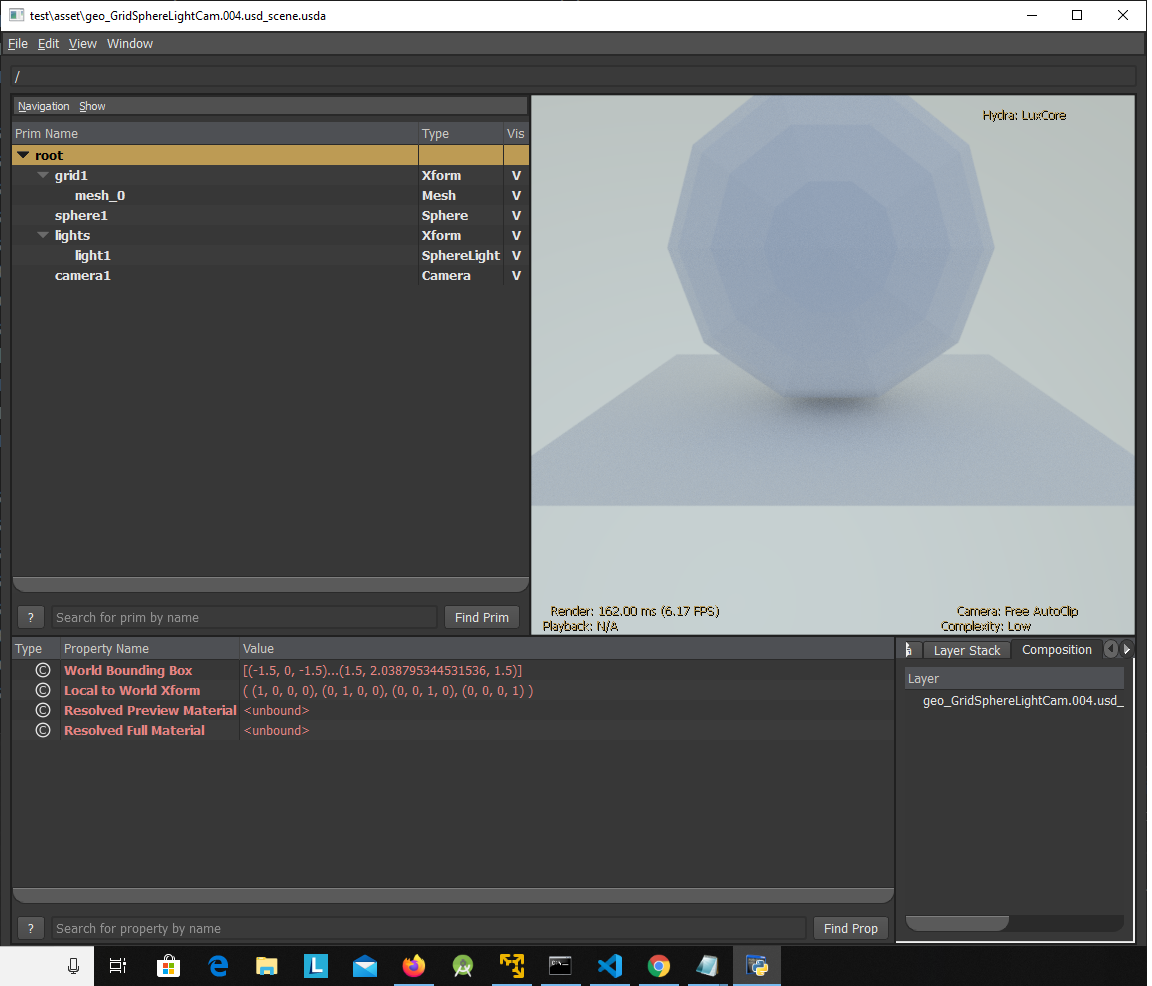 test\asset\geo_GridSphereLightCam.004.usd_scene.usda
File Edit View Window
/
Navigation Show
Prim Name Type Vis
root
grid1 Xform V
mesh_0 Mesh V
sphere1 Sphere V
lights Xform V
light1 SphereLight V
camera1 Camera V
? Search for prim by name Find Prim
Hydra: LuxCore
Render: 162.00 ms (6.17 FPS) Camera: Free AutoClip
Playback: N/A Complexity: Low
Type Property Name Value
© World Bounding Box [(-1.5, 0, -1.5)...(1.5, 2.038795344531536, 1.5)]
© Local to World Xform ( (1, 0, 0, 0), (0, 1, 0, 0), (0, 0, 1, 0), (0, 0, 0, 1) )
© Resolved Preview Material <unbound>
© Resolved Full Material <unbound>
? Search for property by name Find Prop
Layer Stack Composition
Layer
geo_GridSphereLightCam.004.usd_
e L